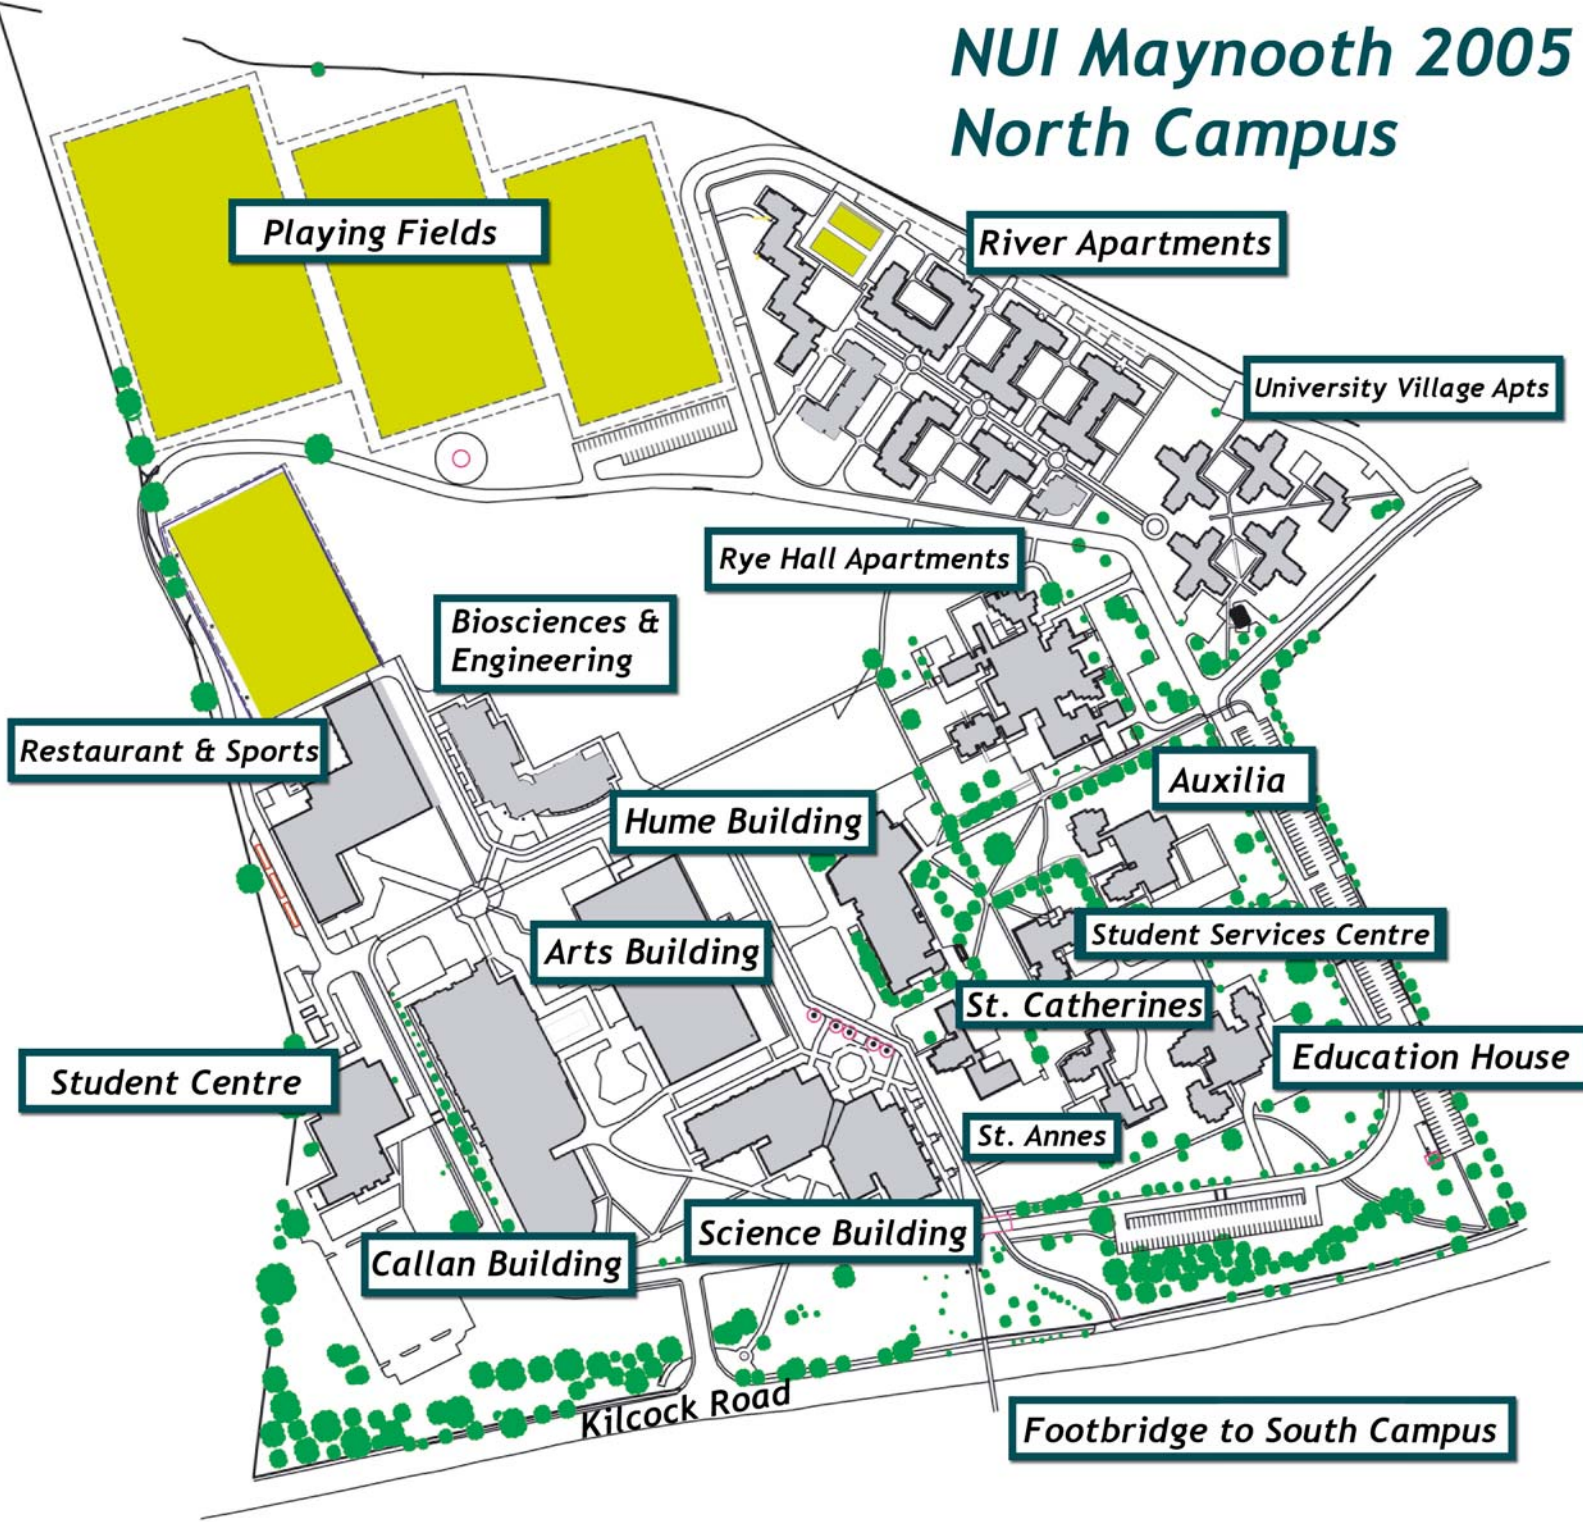 NUI Maynooth 2005
North Campus
Playing Fields
River Apartments
University Village Apts
Rye Hall Apartments
Biosciences &
Engineering
Restaurant & Sports
Auxilia
Hume Building
Student Services Centre
Arts Building
St. Catherines
Education House
Student Centre
St. Annes
Science Building
Callan Building
Kilcock Road
Footbridge to South Campus